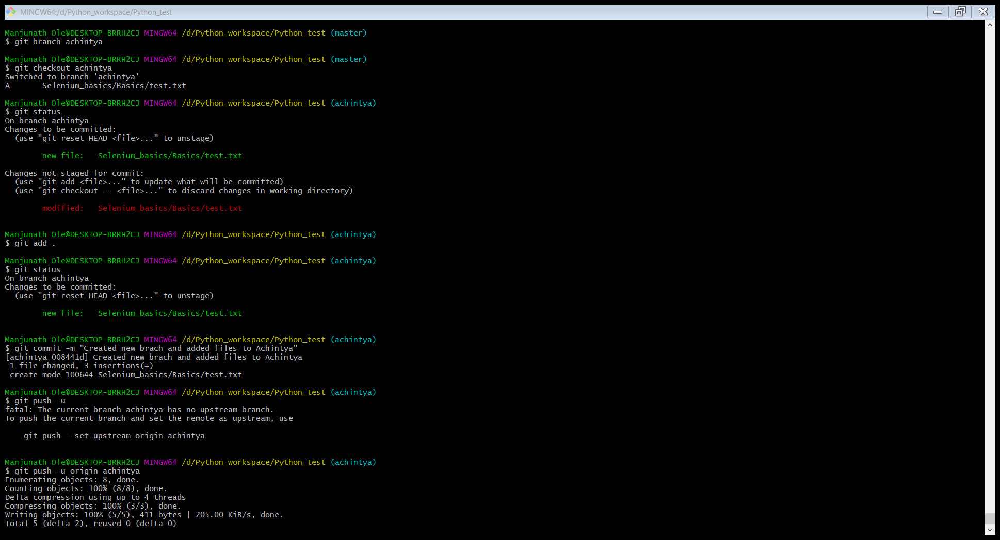 MINGW64:/d/Python_workspace/Python_test
Manjunath Ole@DESKTOP-BRRH2CJ MINGW64 /d/Python_workspace/Python_test (master)
$ git branch achintya
Manjunath Ole@DESKTOP-BRRH2CJ MINGW64 /d/Python_workspace/Python_test (master)
$ git checkout achintya
Switched to branch 'achintya'
A       Selenium_basics/Basics/test.txt
Manjunath Ole@DESKTOP-BRRH2CJ MINGW64 /d/Python_workspace/Python_test (achintya)
$ git status
On branch achintya
Changes to be committed:
  (use "git reset HEAD <file>..." to unstage)
        new file:   Selenium_basics/Basics/test.txt
Changes not staged for commit:
  (use "git add <file>..." to update what will be committed)
  (use "git checkout -- <file>..." to discard changes in working directory)
        modified:   Selenium_basics/Basics/test.txt
Manjunath Ole@DESKTOP-BRRH2CJ MINGW64 /d/Python_workspace/Python_test (achintya)
$ git add .
Manjunath Ole@DESKTOP-BRRH2CJ MINGW64 /d/Python_workspace/Python_test (achintya)
$ git status
On branch achintya
Changes to be committed:
  (use "git reset HEAD <file>..." to unstage)
        new file:   Selenium_basics/Basics/test.txt
Manjunath Ole@DESKTOP-BRRH2CJ MINGW64 /d/Python_workspace/Python_test (achintya)
$ git commit -m "Created new brach and added files to Achintya"
[achintya 008441d] Created new brach and added files to Achintya
 1 file changed, 3 insertions(+)
 create mode 100644 Selenium_basics/Basics/test.txt
Manjunath Ole@DESKTOP-BRRH2CJ MINGW64 /d/Python_workspace/Python_test (achintya)
$ git push -u
fatal: The current branch achintya has no upstream branch.
To push the current branch and set the remote as upstream, use
    git push --set-upstream origin achintya
Manjunath Ole@DESKTOP-BRRH2CJ MINGW64 /d/Python_workspace/Python_test (achintya)
$ git push -u origin achintya
Enumerating objects: 8, done.
Counting objects: 100% (8/8), done.
Delta compression using up to 4 threads
Compressing objects: 100% (3/3), done.
Writing objects: 100% (5/5), 411 bytes | 205.00 KiB/s, done.
Total 5 (delta 2), reused 0 (delta 0)